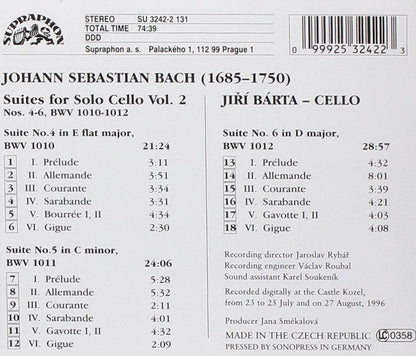 SUPRAPHON
STEREO SU 3242-2 131
TOTAL TIME 74:39
DDD
Supraphon a. s. Palackého 1, 112 99 Prague 1
0 99925 32422 3
JOHANN SEBASTIAN BACH (1685–1750)
Suites for Solo Cello Vol. 2
Nos. 4-6, BWV 1010-1012
Suite No.4 in E flat major,
BWV 1010 21:24
1 I. Prélude 3:11
2 II. Allemande 3:51
3 III. Courante 3:11
4 IV. Sarabande 3:31
5 V. Bourrée I, II 4:34
6 VI. Gigue 2:30
Suite No.5 in C minor,
BWV 1011 24:06
7 I. Prélude 5:28
8 II. Allemande 5:32
9 III. Courante 2:11
10 IV. Sarabande 4:11
11 V. Gavotte I, II 4:22
12 VI. Gigue 2:09
JIŘÍ BÁRTA – CELLO
Suite No. 6 in D major,
BWV 1012 28:57
13 I. Prélude 4:32
14 II. Allemande 8:01
15 III. Courante 3:39
16 IV. Sarabande 4:21
17 V. Gavotte I, II 4:03
18 VI. Gigue 4:08
Recording director Jaroslav Rybář
Recording engineer Václav Roubal
Sound assistant Karel Soukeník
Recorded digitally at the Castle Kozel,
from 23 to 25 July and on 27 August, 1996
Producer Jana Smékalová
MADE IN THE CZECH REPUBLIC LC 0358
PRESSED BY SONOPRESS IN GERMANY